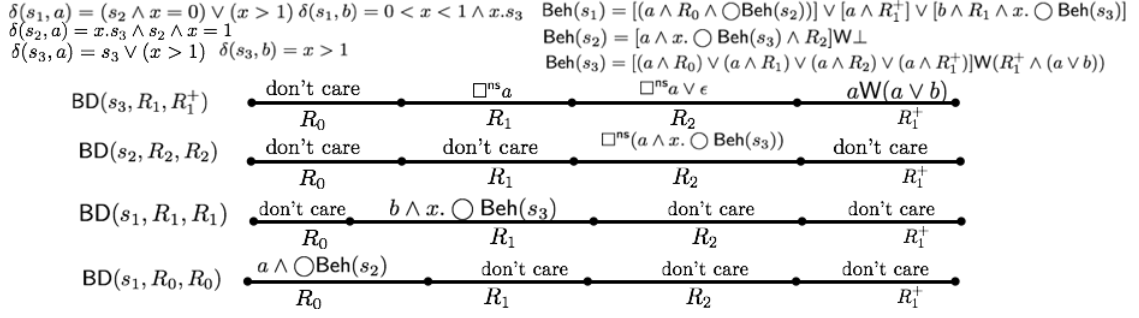 δ(s₁, a) = (s₂ ∧ x = 0) ∨ (x > 1) δ(s₁, b) = 0 < x < 1 ∧ x.s₃
δ(s₂, a) = x.s₃ ∧ s₂ ∧ x = 1
δ(s₃, a) = s₃ ∨ (x > 1) δ(s₃, b) = x > 1
Beh(s₁) = [(a ∧ R₀ ∧ ◯Beh(s₂))] ∨ [a ∧ R₁⁺] ∨ [b ∧ R₁ ∧ x. ◯ Beh(s₃)]
Beh(s₂) = [a ∧ x. ◯ Beh(s₃) ∧ R₂]W⊥
Beh(s₃) = [(a ∧ R₀) ∨ (a ∧ R₁) ∨ (a ∧ R₂) ∨ (a ∧ R₁⁺)]W(R₁⁺ ∧ (a ∨ b))
don't care □ⁿˢa □ⁿˢa ∨ ϵ aW(a ∨ b)
BD(s₃, R₁, R₁⁺)
R₀ R₁ R₂ R₁⁺
don't care don't care □ⁿˢ(a ∧ x. ◯ Beh(s₃)) don't care
BD(s₂, R₂, R₂)
R₀ R₁ R₂ R₁⁺
don't care b ∧ x. ◯ Beh(s₃) don't care don't care
BD(s₁, R₁, R₁)
R₀ R₁ R₂ R₁⁺
a ∧ ◯Beh(s₂) don't care don't care don't care
BD(s₁, R₀, R₀)
R₀ R₁ R₂ R₁⁺